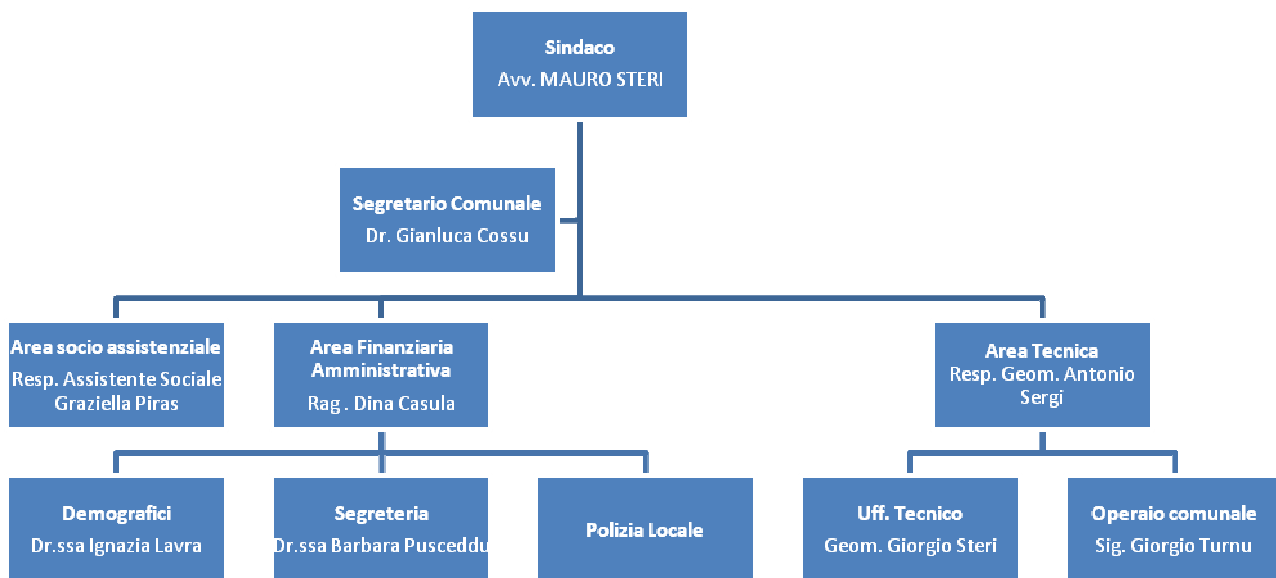 Sindaco
Avv. MAURO STERI
Segretario Comunale
Dr. Gianluca Cossu
Area socio assistenziale
Resp. Assistente Sociale
Graziella Piras
Area Finanziaria
Amministrativa
Rag . Dina Casula
Area Tecnica
Resp. Geom. Antonio
Sergi
Demografici
Dr.ssa Ignazia Lavra
Segreteria
Dr.ssa Barbara Pusceddu
Polizia Locale
Uff. Tecnico
Geom. Giorgio Steri
Operaio comunale
Sig. Giorgio Turnu